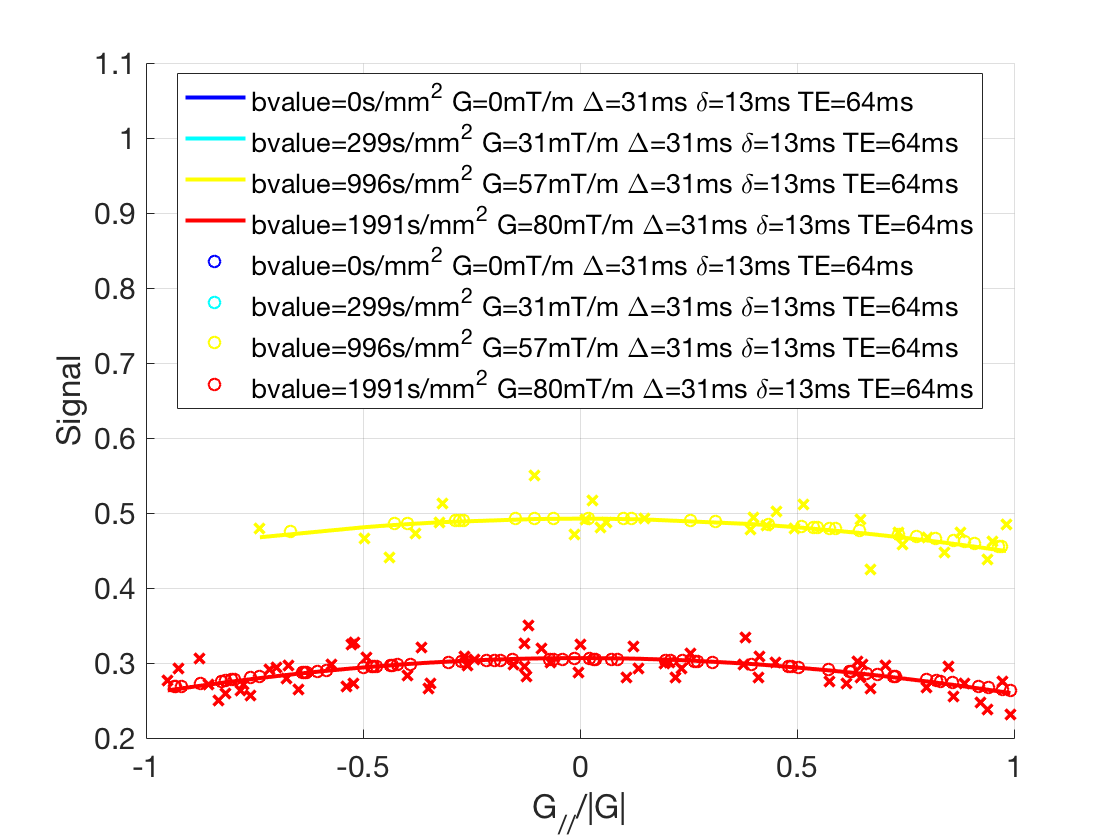 1.1
1
0.9
0.8
0.7
0.6
0.5
0.4
0.3
0.2
Signal
bvalue=0s/mm² G=0mT/m Δ=31ms δ=13ms TE=64ms
bvalue=299s/mm² G=31mT/m Δ=31ms δ=13ms TE=64ms
bvalue=996s/mm² G=57mT/m Δ=31ms δ=13ms TE=64ms
bvalue=1991s/mm² G=80mT/m Δ=31ms δ=13ms TE=64ms
bvalue=0s/mm² G=0mT/m Δ=31ms δ=13ms TE=64ms
bvalue=299s/mm² G=31mT/m Δ=31ms δ=13ms TE=64ms
bvalue=996s/mm² G=57mT/m Δ=31ms δ=13ms TE=64ms
bvalue=1991s/mm² G=80mT/m Δ=31ms δ=13ms TE=64ms
-1 -0.5 0 0.5 1
G_{//}/|G|